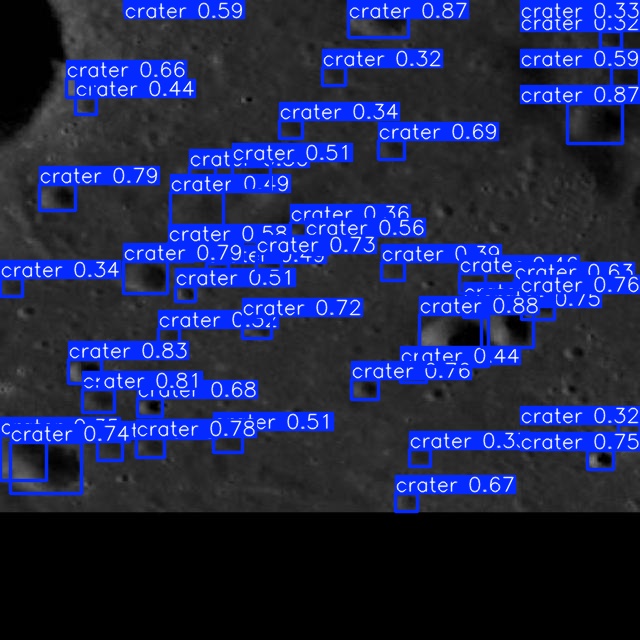 crater 0.59
crater 0.87
crater 0.33
crater 0.32
crater 0.32
crater 0.59
crater 0.66
crater 0.44
crater 0.87
crater 0.34
crater 0.69
crater 0.51
crater 0.79
crater 0.49
crater 0.36
crater 0.56
crater 0.58
crater 0.73
crater 0.79
crater 0.39
crater 0.34
crater 0.63
crater 0.51
crater 0.76
crater 0.75
crater 0.72
crater 0.88
crater 0.52
crater 0.83
crater 0.44
crater 0.76
crater 0.81
crater 0.68
crater 0.32
crater 0.51
crater 0.78
crater 0.74
crater 0.75
crater 0.67